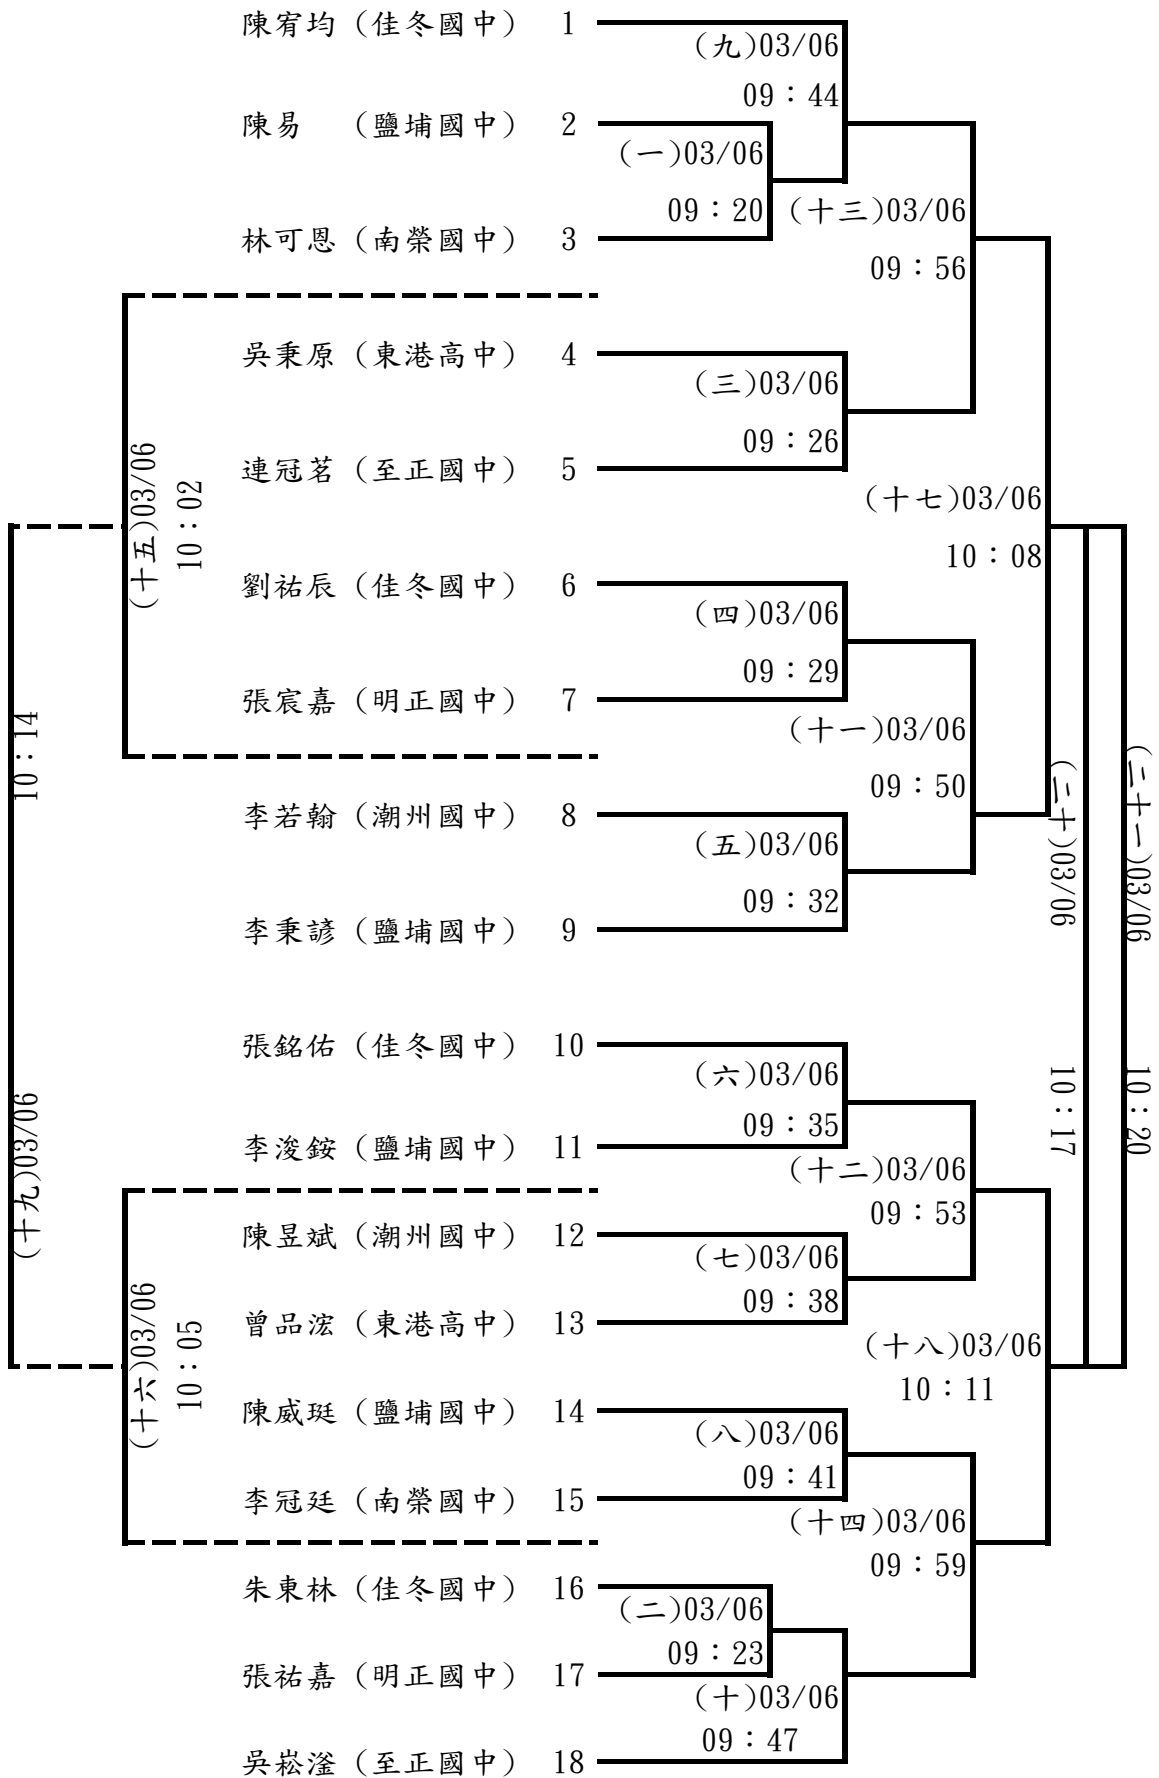 陳宥均（佳冬國中） 1
(九)03/06
09：44
陳易 （鹽埔國中） 2
(一)03/06
09：20
(十三)03/06
林可恩（南榮國中） 3
09：56
吳秉原（東港高中） 4
(三)03/06
09：26
連冠茗（至正國中） 5
(十五)03/06
10：02
(十七)03/06
10：08
劉祐辰（佳冬國中） 6
(四)03/06
09：29
張宸嘉（明正國中） 7
(十一)03/06
09：50
李若翰（潮州國中） 8
(五)03/06
09：32
李秉諺（鹽埔國中） 9
(十九)03/06
10：14
(二十)03/06
10：17
(二十一)03/06
10：20
張銘佑（佳冬國中） 10
(六)03/06
09：35
李浚銨（鹽埔國中） 11
(十二)03/06
09：53
陳昱斌（潮州國中） 12
(七)03/06
09：38
曾品浤（東港高中） 13
(十六)03/06
10：05
(十八)03/06
10：11
陳威珽（鹽埔國中） 14
(八)03/06
09：41
李冠廷（南榮國中） 15
(十四)03/06
09：59
朱東林（佳冬國中） 16
(二)03/06
09：23
張祐嘉（明正國中） 17
(十)03/06
09：47
吳崧滏（至正國中） 18